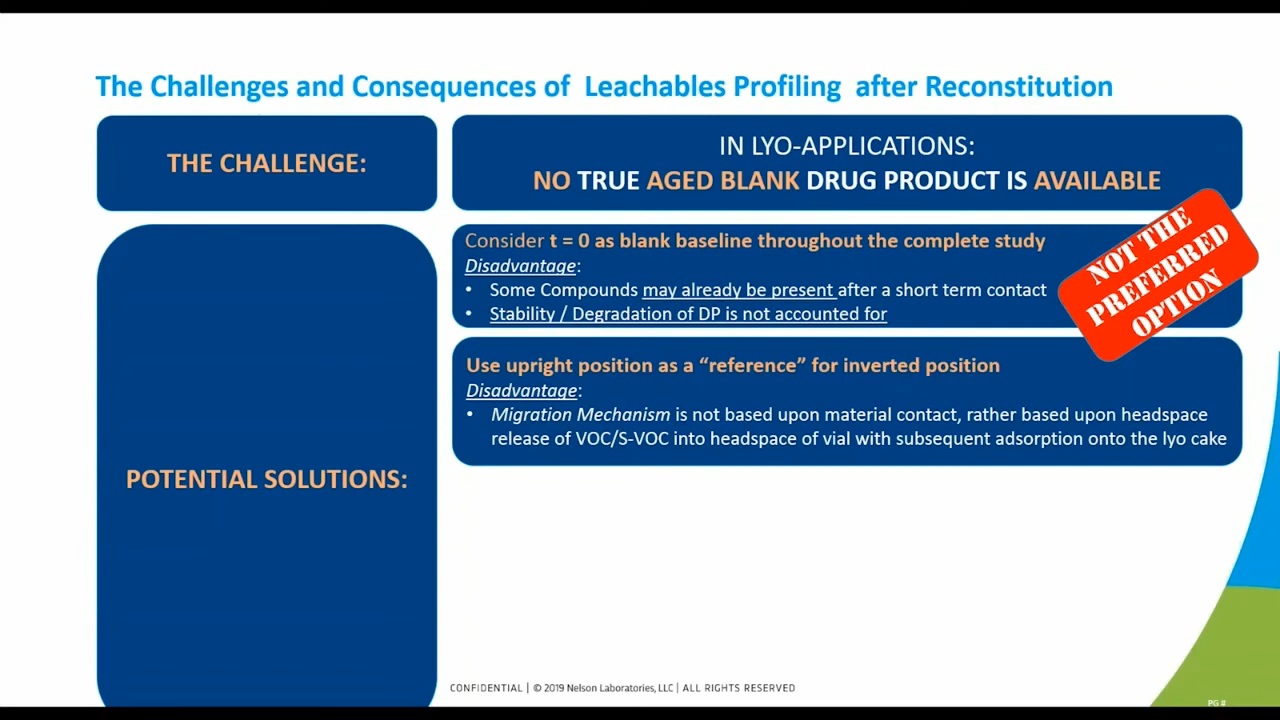 The Challenges and Consequences of Leachables Profiling after Reconstitution
THE CHALLENGE:
IN LYO-APPLICATIONS:
NO TRUE AGED BLANK DRUG PRODUCT IS AVAILABLE
POTENTIAL SOLUTIONS:
Consider t = 0 as blank baseline throughout the complete study
Disadvantage:
• Some Compounds may already be present after a short term contact
• Stability / Degradation of DP is not accounted for
NOT THE
PREFERRED
OPTION
Use upright position as a “reference” for inverted position
Disadvantage:
• Migration Mechanism is not based upon material contact, rather based upon headspace
release of VOC/S-VOC into headspace of vial with subsequent adsorption onto the lyo cake
CONFIDENTIAL | © 2019 Nelson Laboratories, LLC | ALL RIGHTS RESERVED
PG #